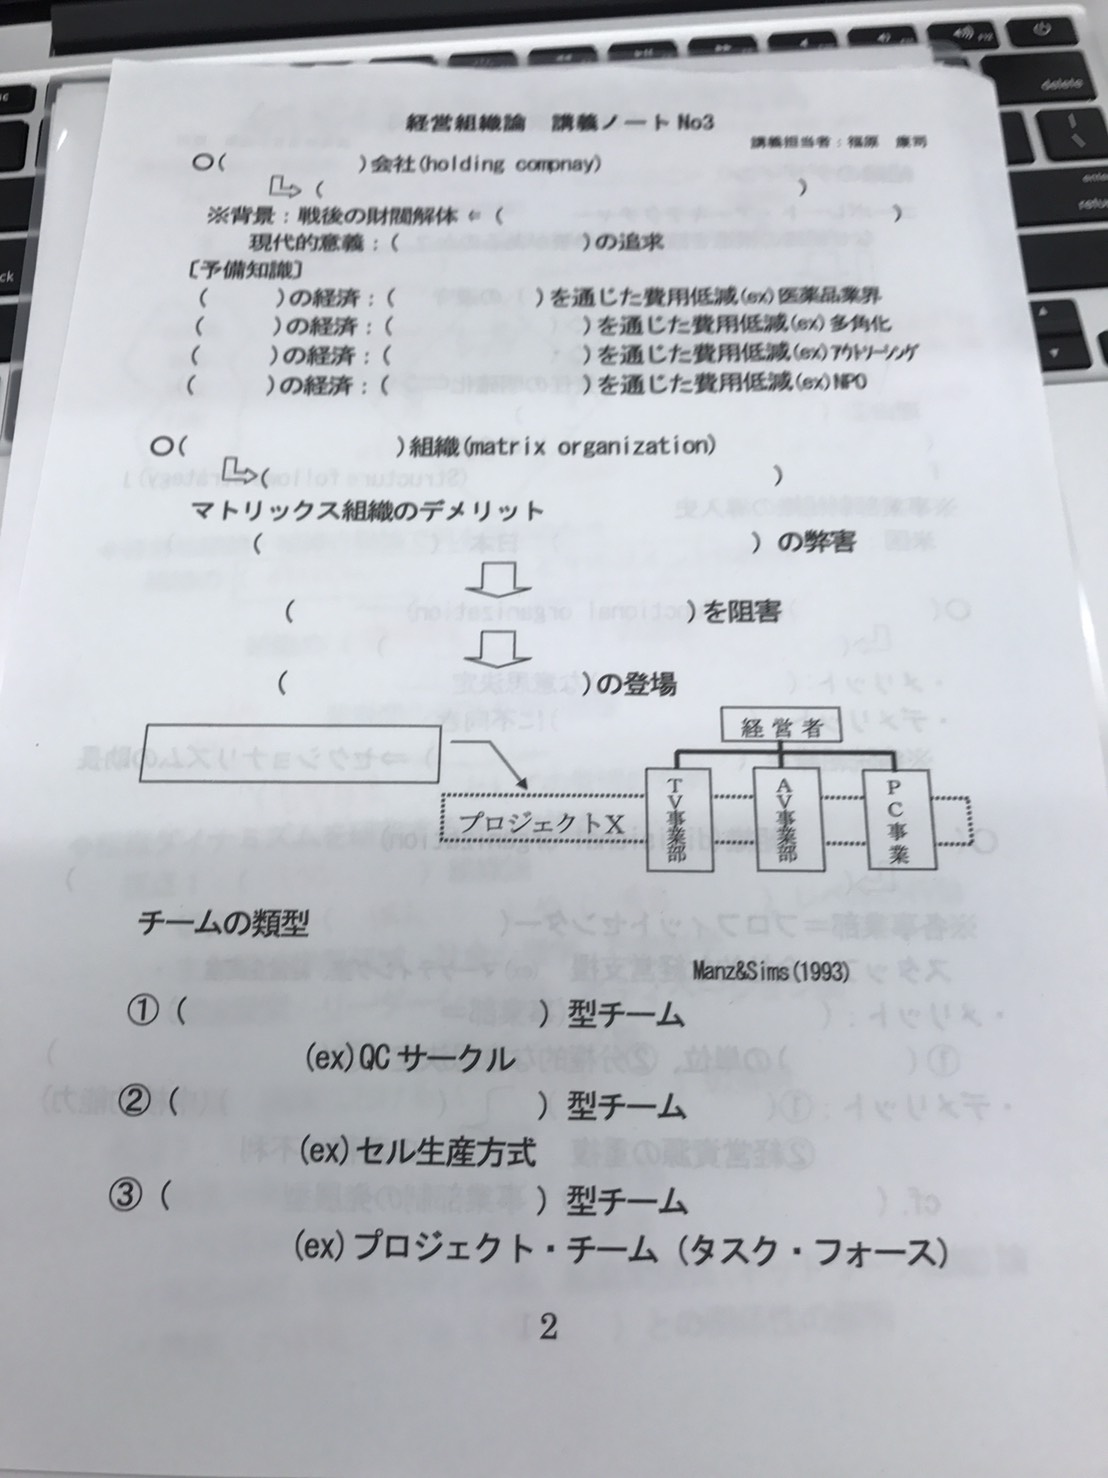 経営組織論 講義ノートNo3
講義担当者：福原 康司
○( )会社(holding compnay)
( )
※背景：戦後の財閥解体⇐( )
現代的意義：( )の追求
〔予備知識〕
( )の経済：( )を通じた費用低減(ex)医薬品業界
( )の経済：( )を通じた費用低減(ex)多角化
( )の経済：( )を通じた費用低減(ex)アウトソーシング
( )の経済：( )を通じた費用低減(ex)NPO
○( )組織(matrix organization)
( )
マトリックス組織のデメリット
( ) の弊害
( )を阻害
( )の登場
経営者
プロジェクトX
TV事業部
AV事業部
PC事業
チームの類型
Manz&Sims(1993)
①( ) 型チーム
(ex)QCサークル
②( ) 型チーム
(ex)セル生産方式
③( ) 型チーム
(ex)プロジェクト・チーム（タスク・フォース）
2
delete